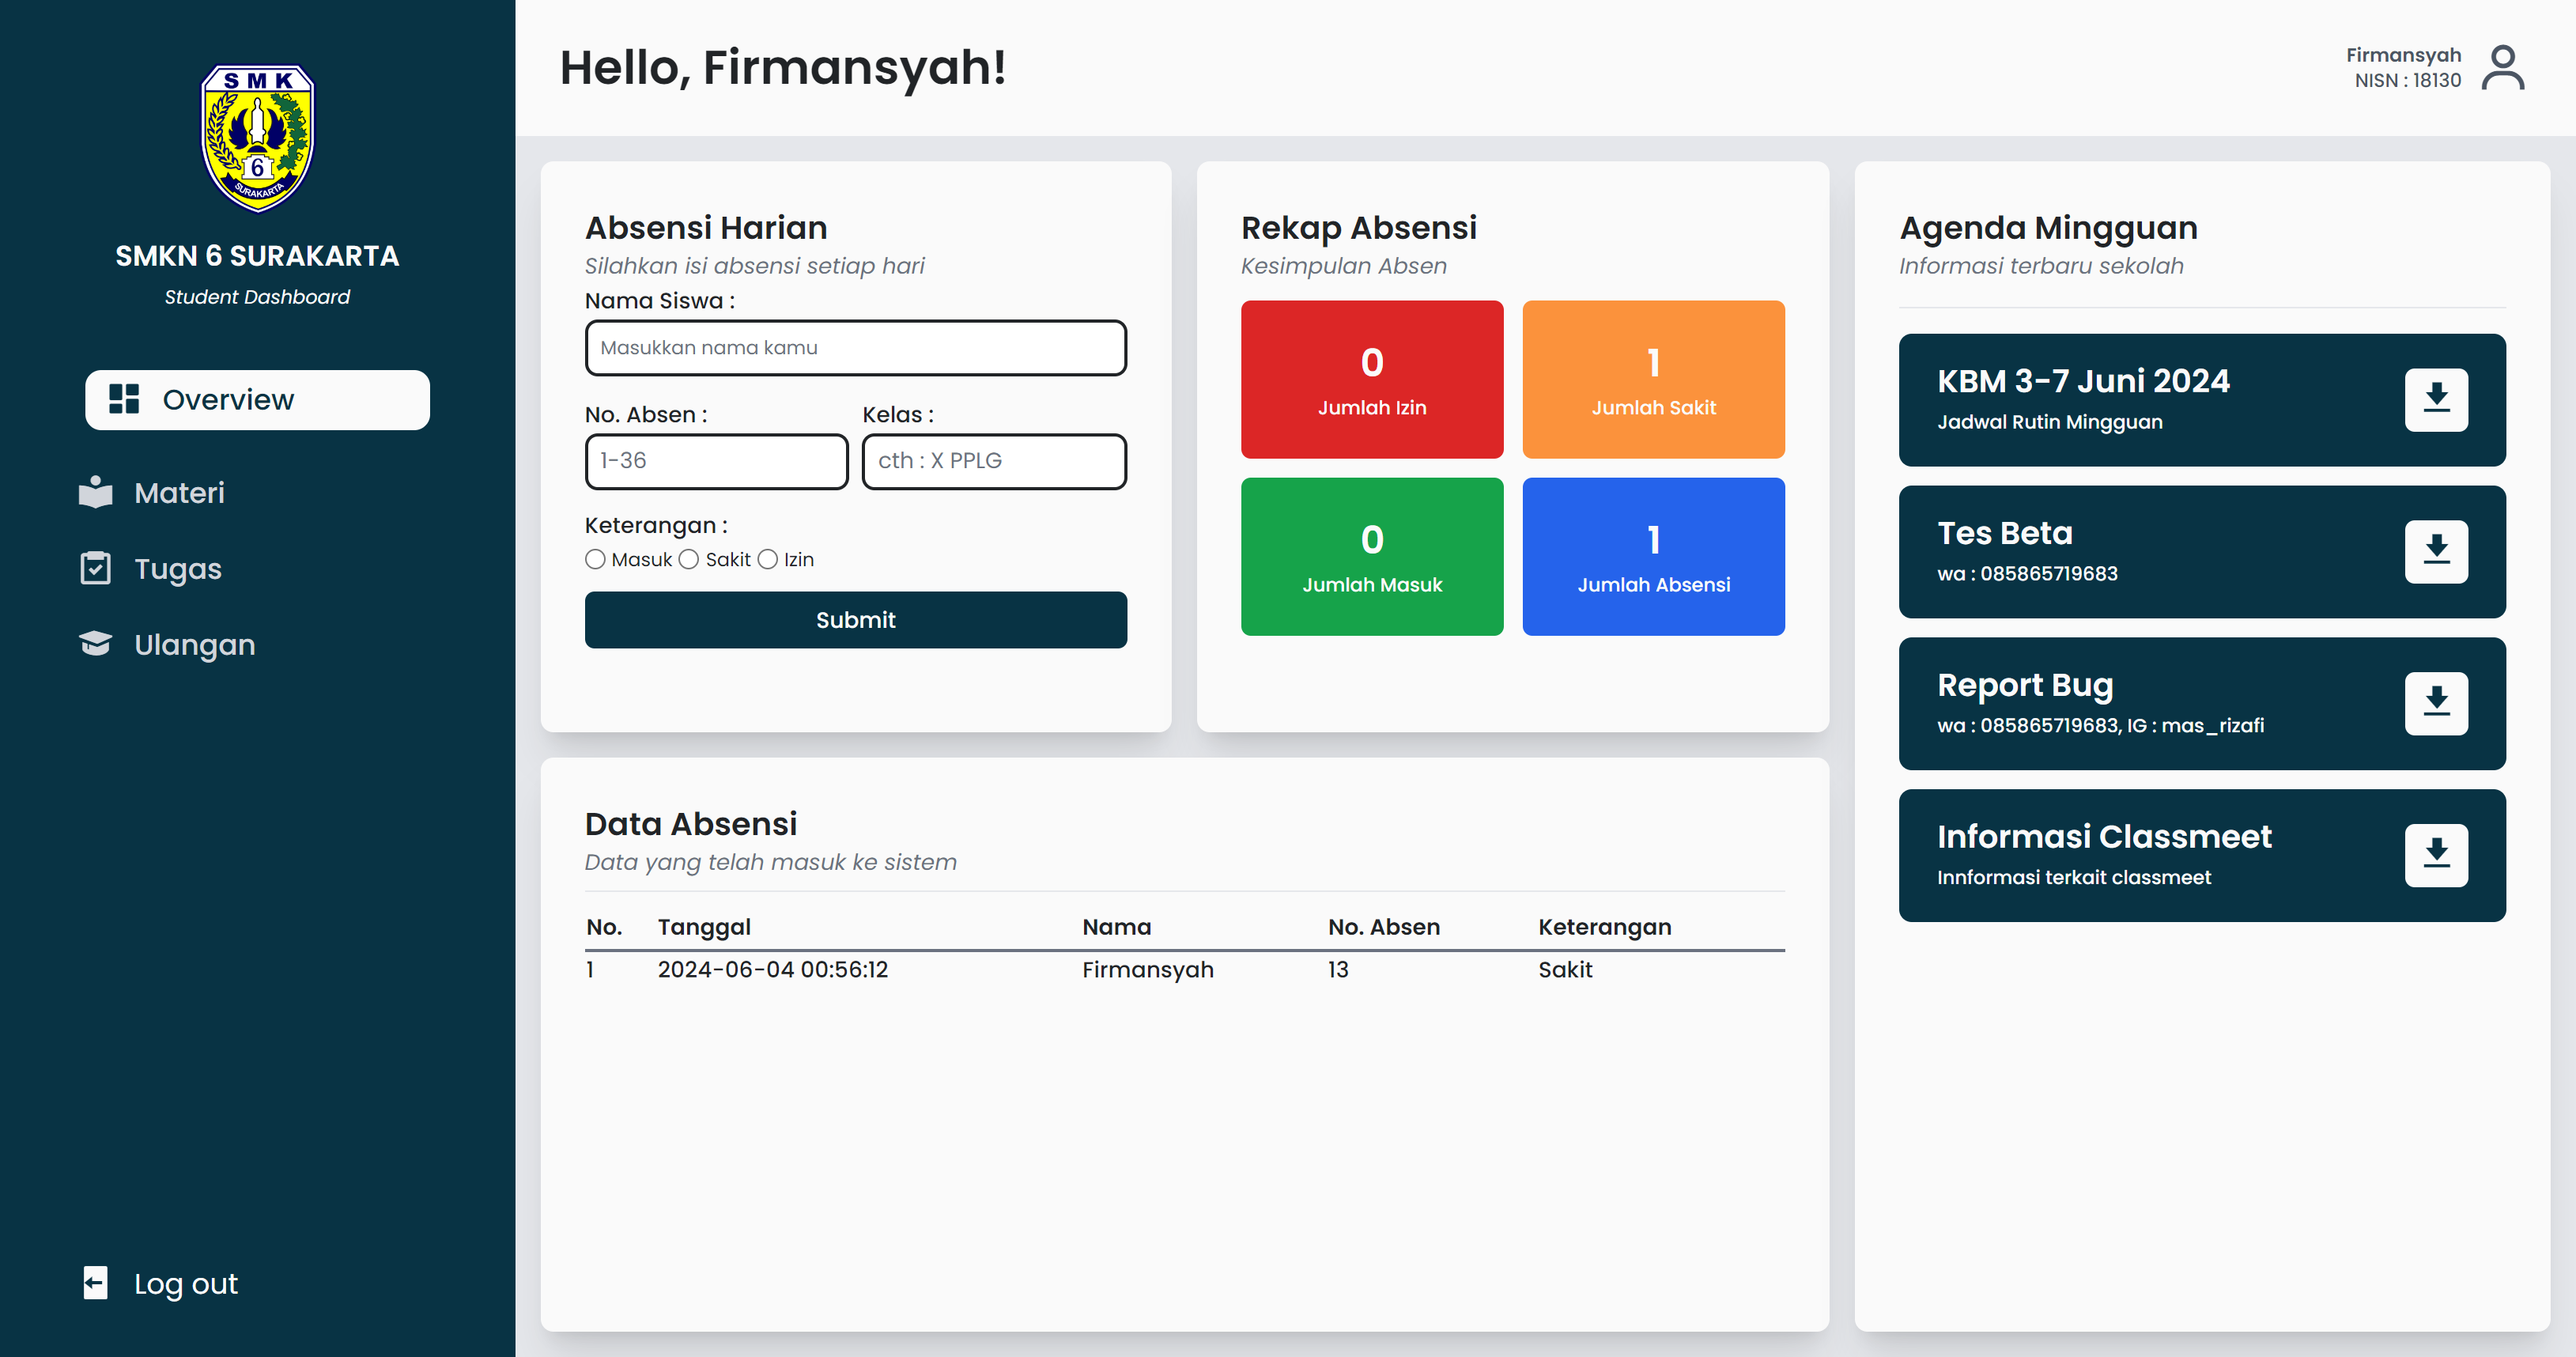 SMK
6
SURAKARTA
SMKN 6 SURAKARTA
Student Dashboard
Overview
Materi
Tugas
Ulangan
Log out
Hello, Firmansyah!
Firmansyah
NISN : 18130
Absensi Harian
Silahkan isi absensi setiap hari
Nama Siswa :
Masukkan nama kamu
No. Absen : Kelas :
1-36 cth : X PPLG
Keterangan :
Masuk Sakit Izin
Submit
Rekap Absensi
Kesimpulan Absen
0
Jumlah Izin
1
Jumlah Sakit
0
Jumlah Masuk
1
Jumlah Absensi
Data Absensi
Data yang telah masuk ke sistem
No. Tanggal Nama No. Absen Keterangan
1 2024-06-04 00:56:12 Firmansyah 13 Sakit
Agenda Mingguan
Informasi terbaru sekolah
KBM 3-7 Juni 2024
Jadwal Rutin Mingguan
Tes Beta
wa : 085865719683
Report Bug
wa : 085865719683, IG : mas_rizafi
Informasi Classmeet
Innformasi terkait classmeet